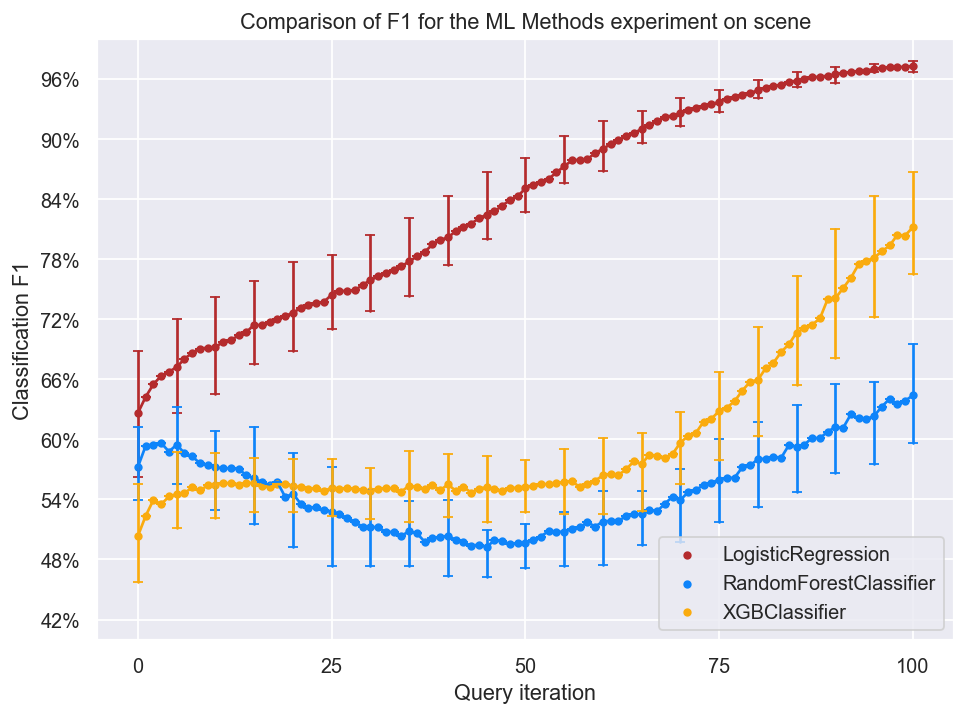 Comparison of F1 for the ML Methods experiment on scene
Classification F1
96%
90%
84%
78%
72%
66%
60%
54%
48%
42%
LogisticRegression
RandomForestClassifier
XGBClassifier
0 25 50 75 100
Query iteration